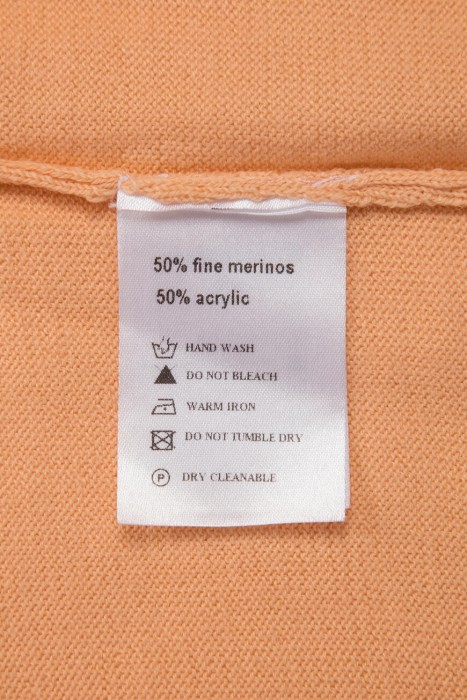 50% fine merinos
50% acrylic
HAND WASH
DO NOT BLEACH
WARM IRON
DO NOT TUMBLE DRY
P DRY CLEANABLE